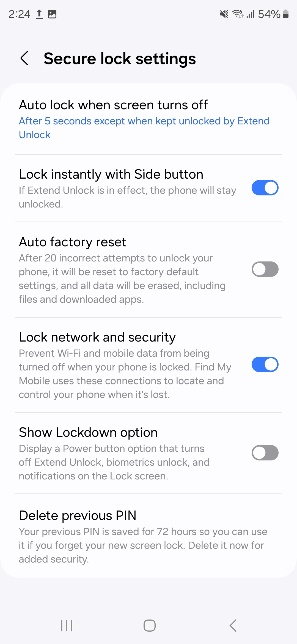 2:24 54%
Secure lock settings
Auto lock when screen turns off
After 5 seconds except when kept unlocked by Extend
Unlock
Lock instantly with Side button
If Extend Unlock is in effect, the phone will stay
unlocked.
Auto factory reset
After 20 incorrect attempts to unlock your
phone, it will be reset to factory default
settings, and all data will be erased, including
files and downloaded apps.
Lock network and security
Prevent Wi-Fi and mobile data from being
turned off when your phone is locked. Find My
Mobile uses these connections to locate and
control your phone when it's lost.
Show Lockdown option
Display a Power button option that turns
off Extend Unlock, biometrics unlock, and
notifications on the Lock screen.
Delete previous PIN
Your previous PIN is saved for 72 hours so you can use
it if you forget your new screen lock. Delete it now for
added security.